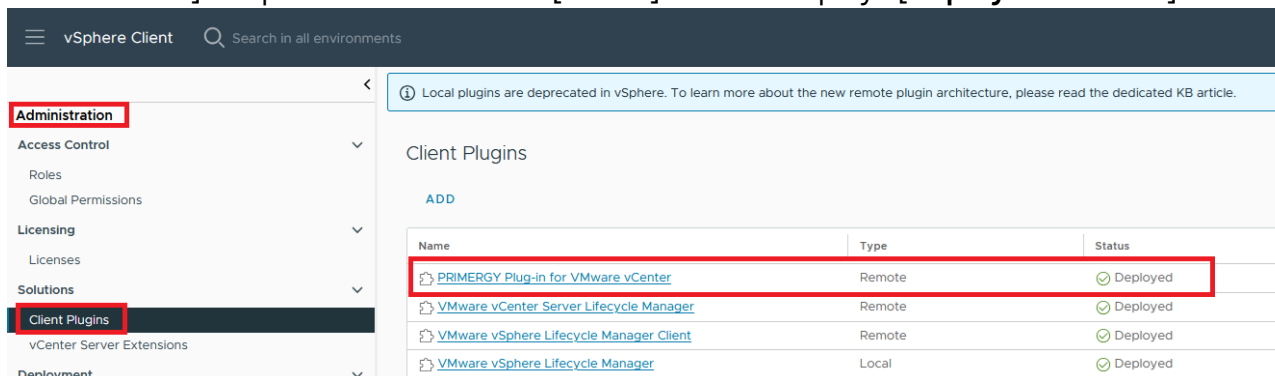 vSphere Client
Search in all environments
Local plugins are deprecated in vSphere. To learn more about the new remote plugin architecture, please read the dedicated KB article.
Administration
Access Control
Roles
Global Permissions
Licensing
Licenses
Solutions
Client Plugins
vCenter Server Extensions
Deployment
Client Plugins
ADD
Name Type Status
PRIMERGY Plug-in for VMware vCenter Remote Deployed
VMware vCenter Server Lifecycle Manager Remote Deployed
VMware vSphere Lifecycle Manager Client Remote Deployed
VMware vSphere Lifecycle Manager Local Deployed